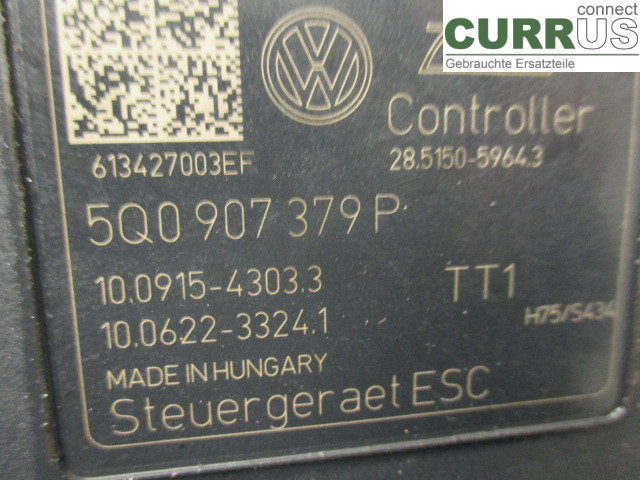 connect
CURRUS
Gebrauchte Ersatzteile
Controller
613427003EF
28.5150-5964.3
5Q0 907 379 P
10.0915-4303.3
TT1
10.0622-3324.1
H75/S434
MADE IN HUNGARY
Steuergeraet ESC